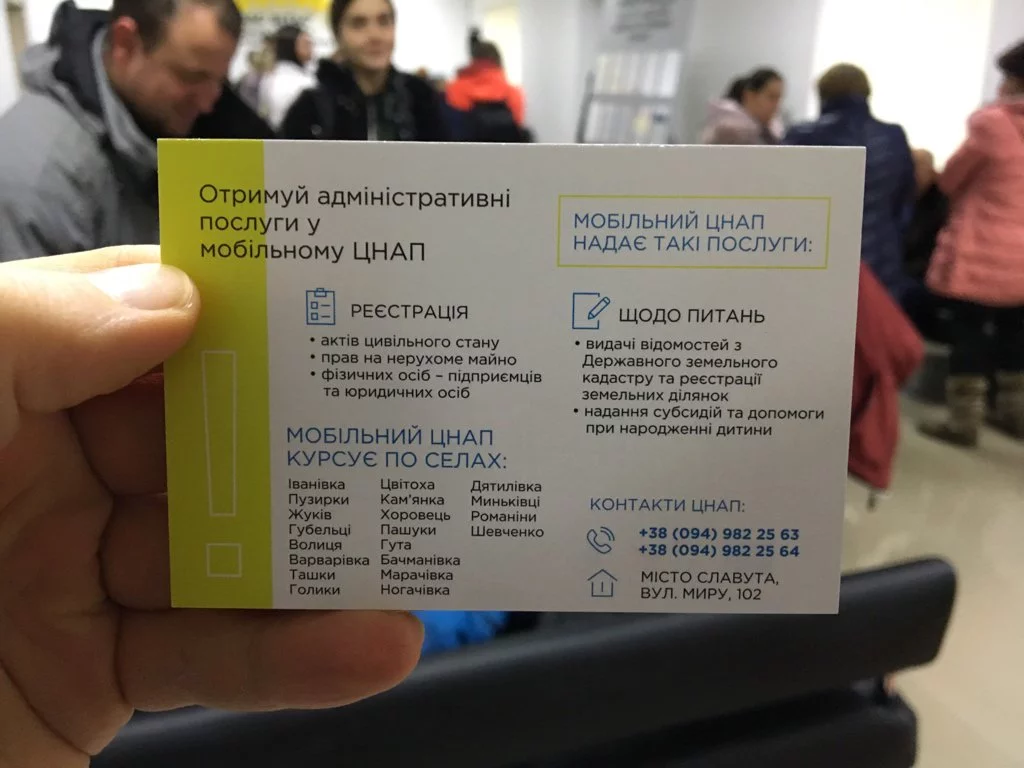 Отримуй адміністративні
послуги у
мобільному ЦНАП
МОБІЛЬНИЙ ЦНАП
НАДАЄ ТАКІ ПОСЛУГИ:
РЕЄСТРАЦІЯ
• актів цивільного стану
• прав на нерухоме майно
• фізичних осіб – підприємців
та юридичних осіб
ЩОДО ПИТАНЬ
• видачі відомостей з
Державного земельного
кадастру та реєстрації
земельних ділянок
• надання субсидій та допомоги
при народженні дитини
МОБІЛЬНИЙ ЦНАП
КУРСУЄ ПО СЕЛАХ:
Іванівка
Пузирки
Жуків
Губельці
Волиця
Варварівка
Ташки
Голики
Цвітоха
Кам'янка
Хоровець
Пашуки
Гута
Бачманівка
Марачівка
Ногачівка
Дятилівка
Миньківці
Романіни
Шевченко
КОНТАКТИ ЦНАП:
+38 (094) 982 25 63
+38 (094) 982 25 64
МІСТО СЛАВУТА,
ВУЛ. МИРУ, 102